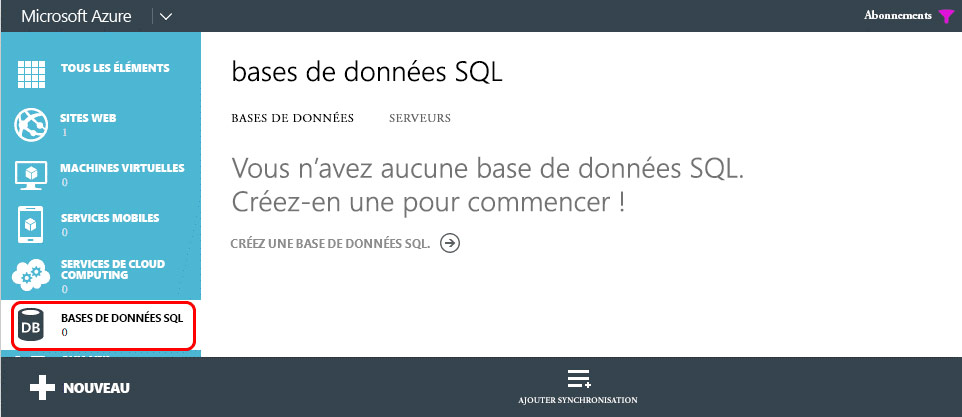 Microsoft Azure
Abonnements
TOUS LES ÉLÉMENTS
SITES WEB
1
MACHINES VIRTUELLES
0
SERVICES MOBILES
0
SERVICES DE CLOUD
COMPUTING
0
DB
BASES DE DONNÉES SQL
0
bases de données SQL
BASES DE DONNÉES
SERVEURS
Vous n’avez aucune base de données SQL.
Créez-en une pour commencer !
CRÉEZ UNE BASE DE DONNÉES SQL.
NOUVEAU
AJOUTER SYNCHRONISATION